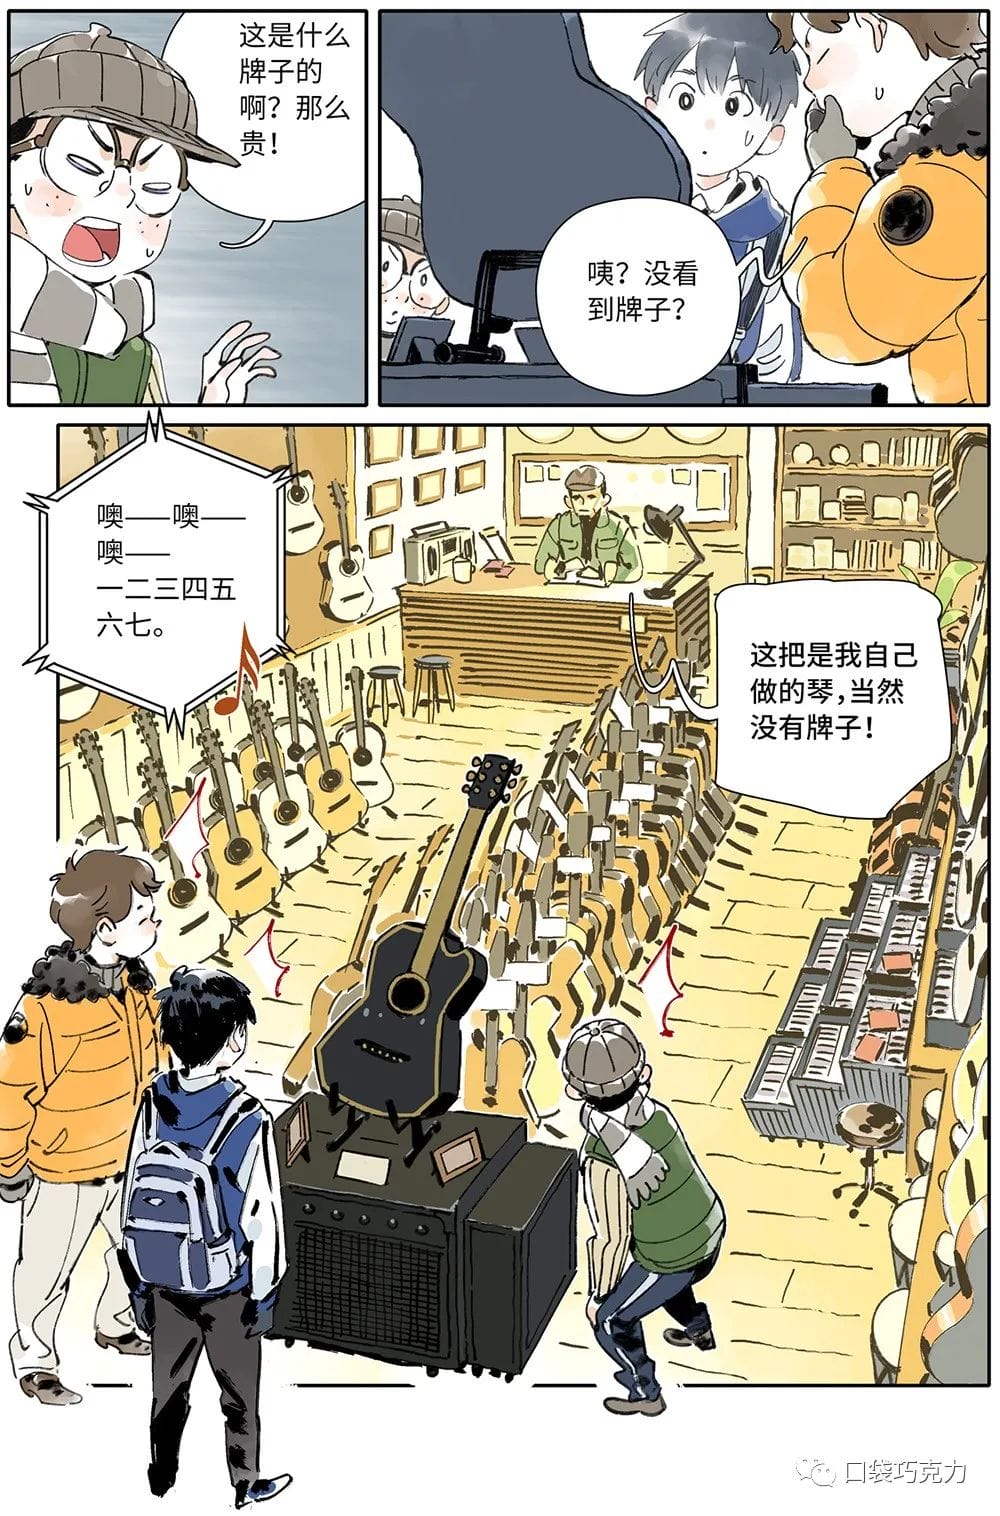 这是什么
牌子的
啊？那么
贵！
咦？没看
到牌子？
噢——噢——
噢——
一二三四五
六七。
这把是我自己
做的琴，当然
没有牌子！
口袋巧克力